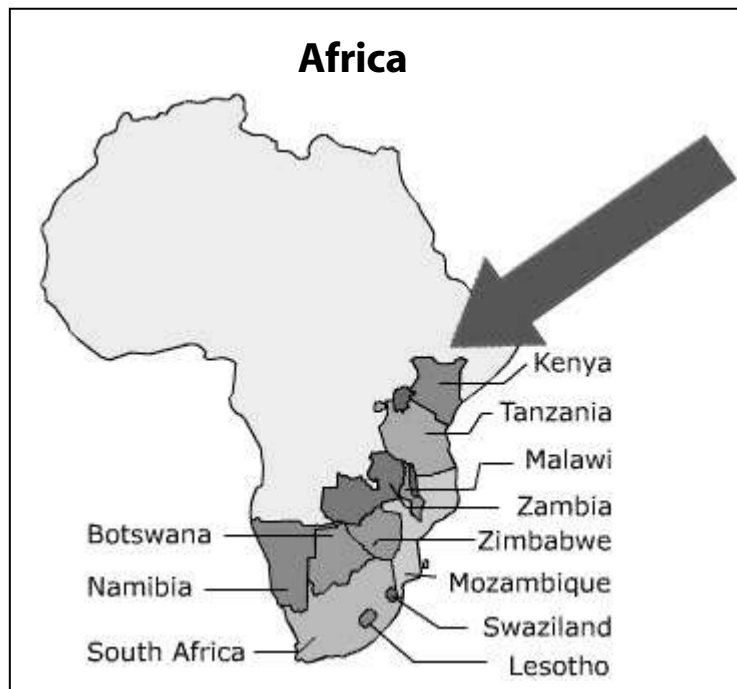 Africa
Kenya
Tanzania
Malawi
Zambia
Botswana
Zimbabwe
Namibia
Mozambique
Swaziland
South Africa
Lesotho